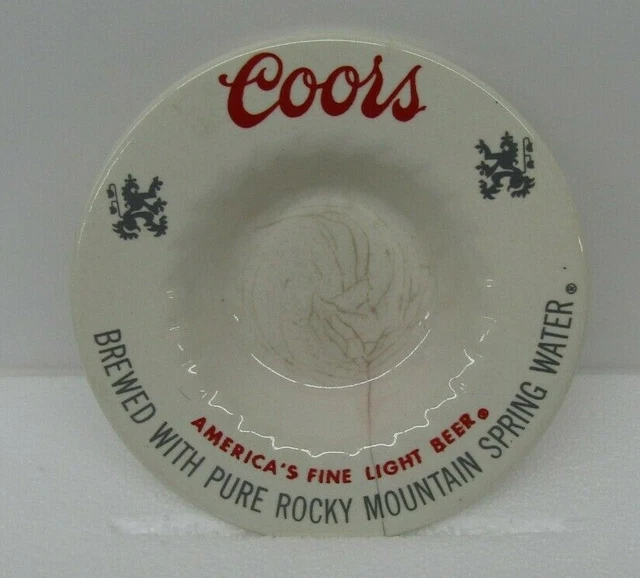 Coors
AMERICA'S FINE LIGHT BEER®
BREWED WITH PURE ROCKY MOUNTAIN SPRING WATER®